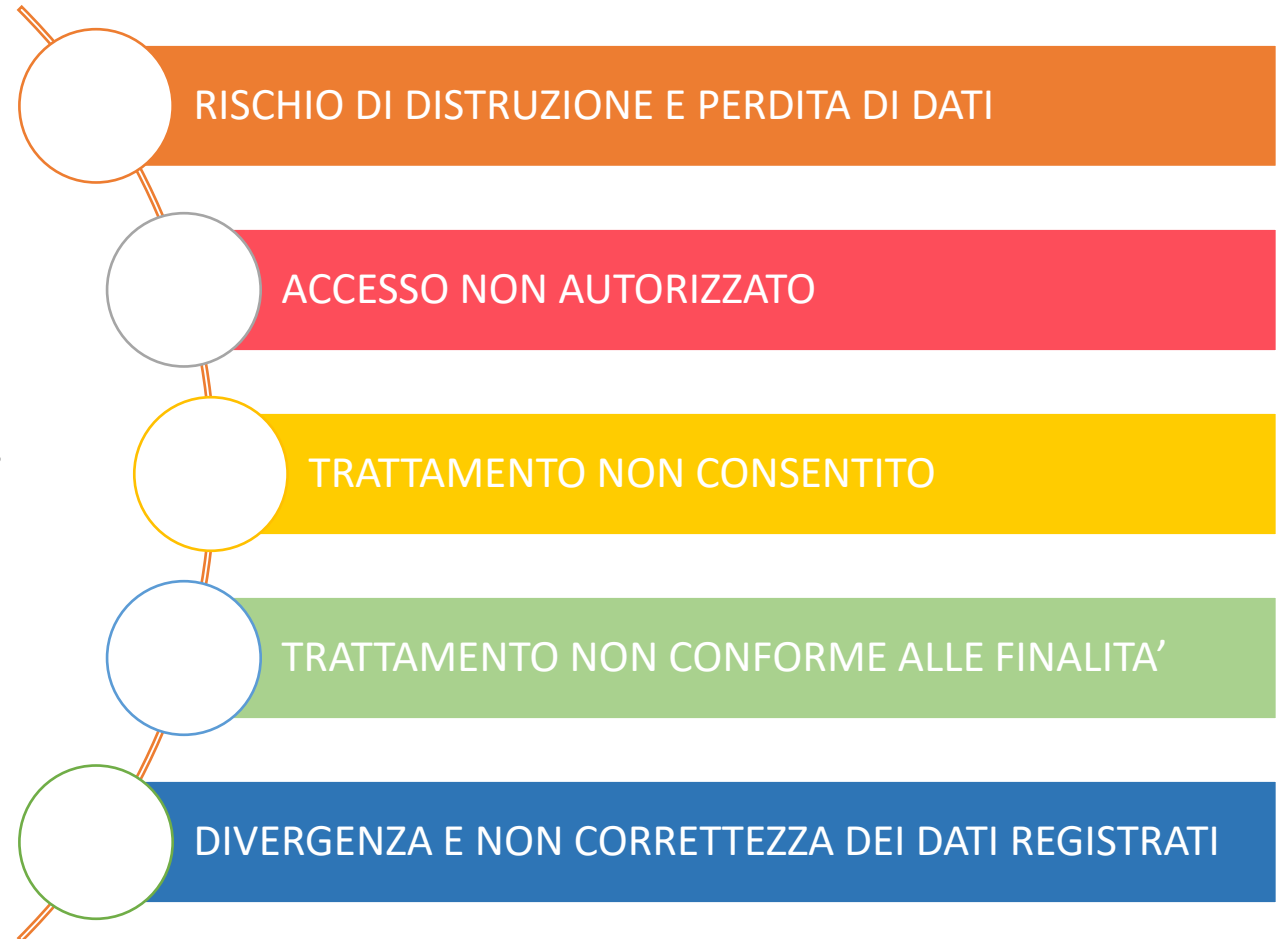 RISCHIO DI DISTRUZIONE E PERDITA DI DATI
ACCESSO NON AUTORIZZATO
TRATTAMENTO NON CONSENTITO
TRATTAMENTO NON CONFORME ALLE FINALITA’
DIVERGENZA E NON CORRETTEZZA DEI DATI REGISTRATI